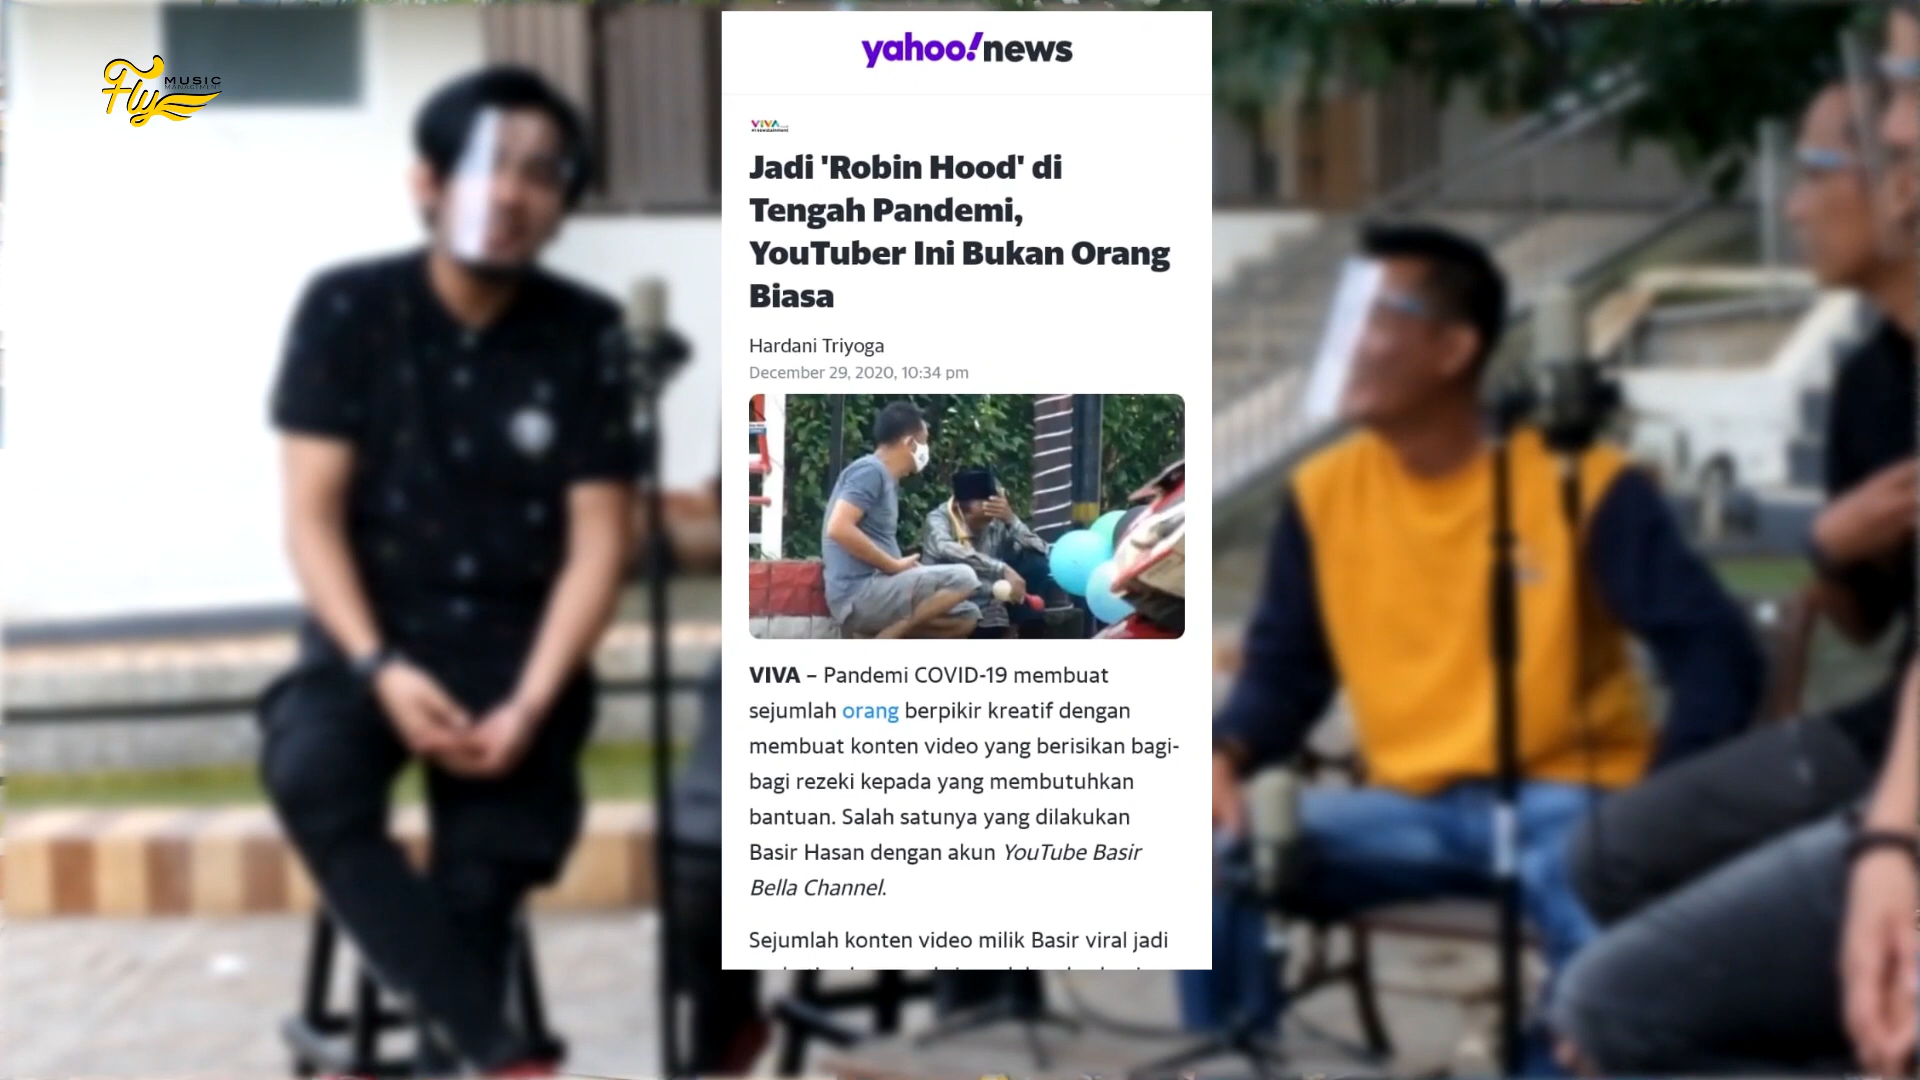 yahoo!news
Fly MUSIC
MANAGEMENT
VIVA
Jadi 'Robin Hood' di
Tengah Pandemi,
YouTuber Ini Bukan Orang
Biasa
Hardani Triyoga
December 29, 2020, 10:34 pm
VIVA – Pandemi COVID-19 membuat
sejumlah orang berpikir kreatif dengan
membuat konten video yang berisikan bagi-
bagi rezeki kepada yang membutuhkan
bantuan. Salah satunya yang dilakukan
Basir Hasan dengan akun YouTube Basir
Bella Channel.
Sejumlah konten video milik Basir viral jadi